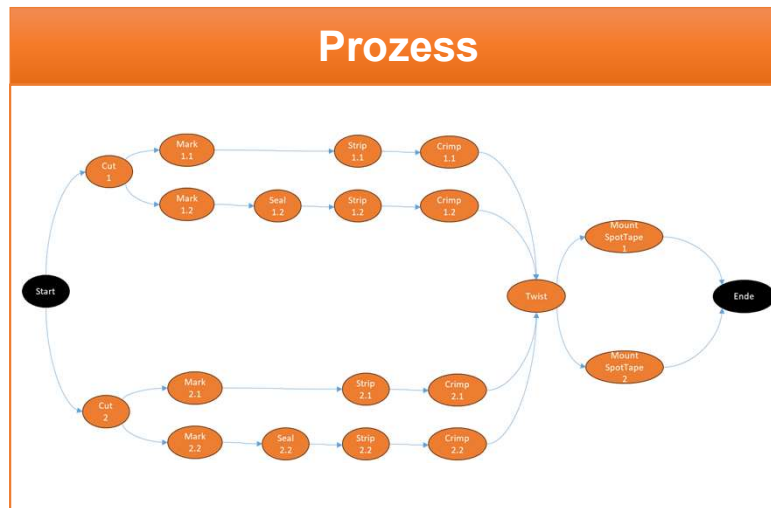 Prozess
Mark
1.1
Strip
1.1
Crimp
1.1
Cut
1
Mark
1.2
Seal
1.2
Strip
1.2
Crimp
1.2
Mount
SpotTape
1
Start
Twist
Ende
Mount
SpotTape
2
Mark
2.1
Strip
2.1
Crimp
2.1
Cut
2
Mark
2.2
Seal
2.2
Strip
2.2
Crimp
2.2